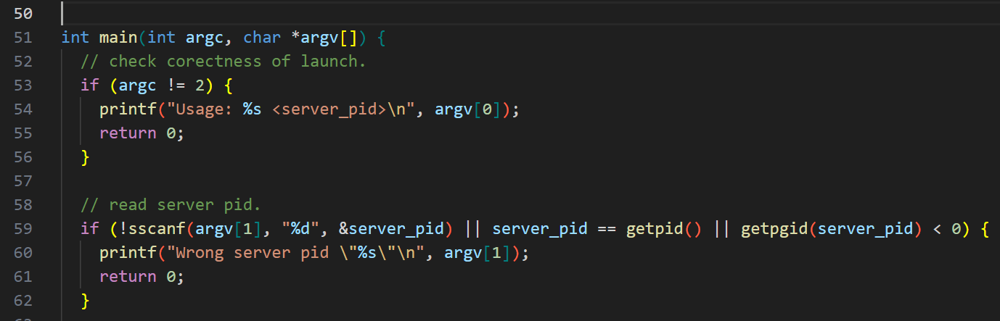 50
51 int main(int argc, char *argv[]) {
52 // check corectness of launch.
53 if (argc != 2) {
54 printf("Usage: %s <server_pid>\n", argv[0]);
55 return 0;
56 }
57
58 // read server pid.
59 if (!sscanf(argv[1], "%d", &server_pid) || server_pid == getpid() || getpgid(server_pid) < 0) {
60 printf("Wrong server pid \"%s\"\n", argv[1]);
61 return 0;
62 }